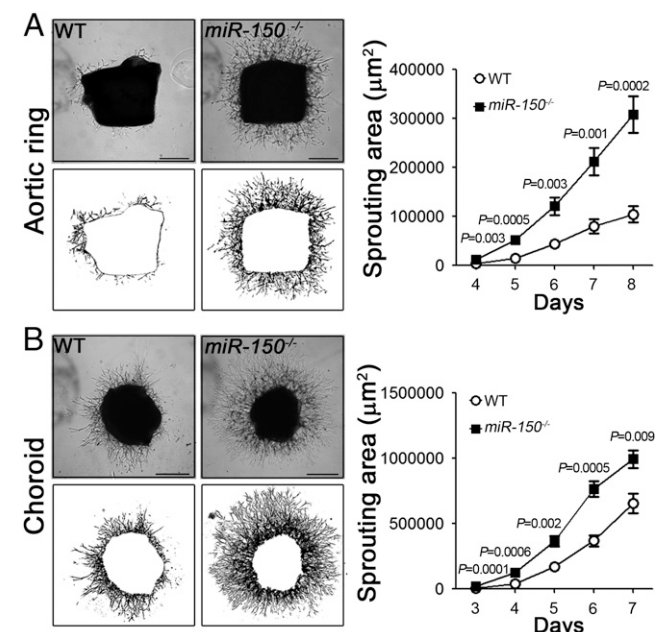 A
WT
miR-150 -/-
Aortic ring
Sprouting area (μm²)
400000
300000
200000
100000
0
WT
miR-150-/-
P=0.003
P=0.0005
P=0.003
P=0.001
P=0.0002
4 5 6 7 8
Days
B
WT
miR-150-/-
Choroid
Sprouting area (μm²)
1500000
1000000
500000
0
WT
miR-150-/-
P=0.0001
P=0.0006
P=0.002
P=0.0005
P=0.009
3 4 5 6 7
Days